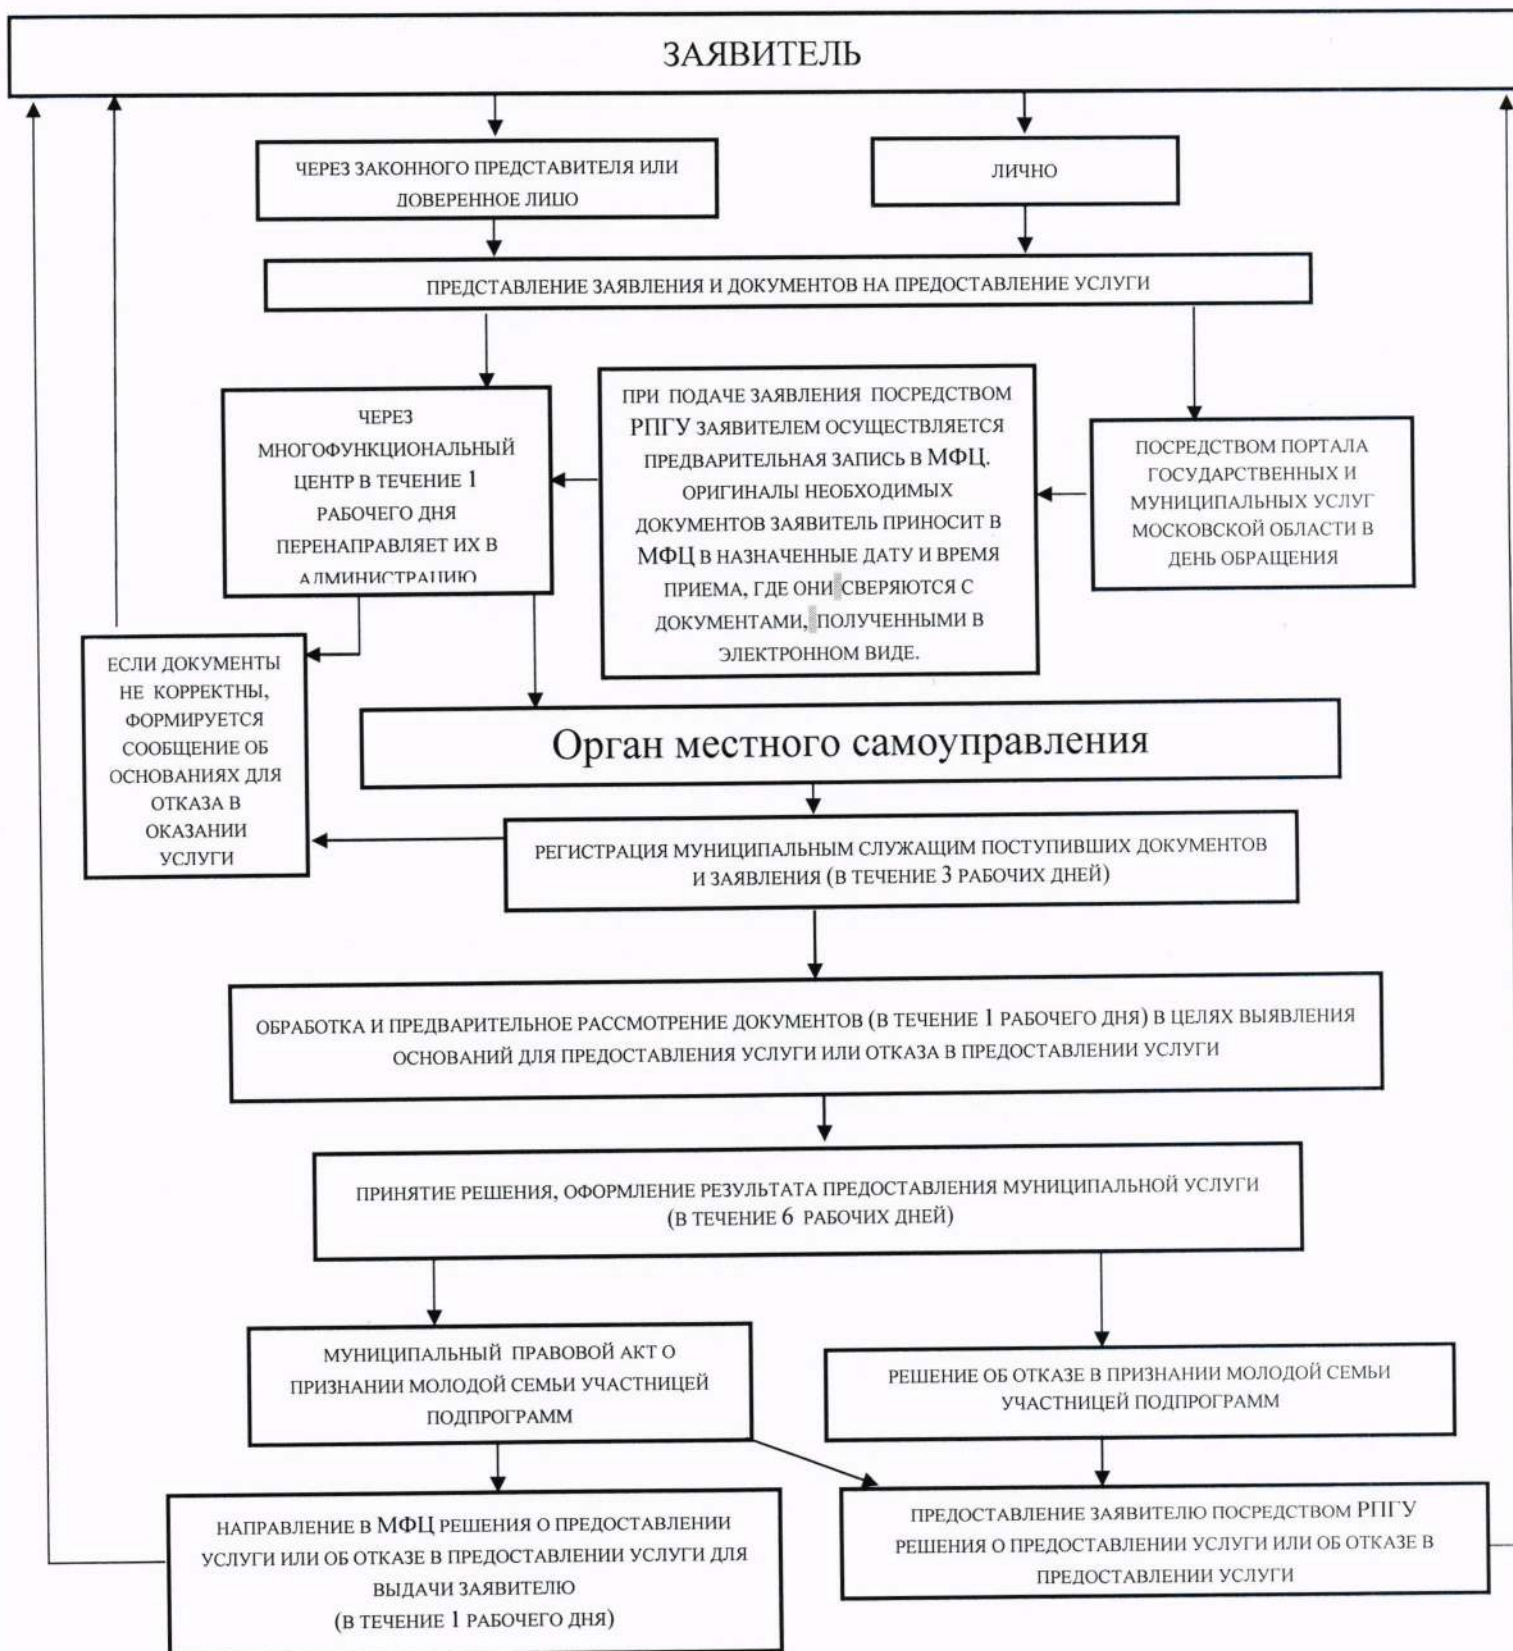 ЗАЯВИТЕЛЬ
ЧЕРЕЗ ЗАКОННОГО ПРЕДСТАВИТЕЛЯ ИЛИ
ДОВЕРЕННОЕ ЛИЦО
ЛИЧНО
ПРЕДСТАВЛЕНИЕ ЗАЯВЛЕНИЯ И ДОКУМЕНТОВ НА ПРЕДОСТАВЛЕНИЕ УСЛУГИ
ЧЕРЕЗ
МНОГОФУНКЦИОНАЛЬНЫЙ
ЦЕНТР В ТЕЧЕНИЕ 1
РАБОЧЕГО ДНЯ
ПЕРЕНАПРАВЛЯЕТ ИХ В
АДМИНИСТРАЦИЮ
ПРИ ПОДАЧЕ ЗАЯВЛЕНИЯ ПОСРЕДСТВОМ
РПГУ ЗАЯВИТЕЛЕМ ОСУЩЕСТВЛЯЕТСЯ
ПРЕДВАРИТЕЛЬНАЯ ЗАПИСЬ В МФЦ.
ОРИГИНАЛЫ НЕОБХОДИМЫХ
ДОКУМЕНТОВ ЗАЯВИТЕЛЬ ПРИНОСИТ В
МФЦ В НАЗНАЧЕННЫЕ ДАТУ И ВРЕМЯ
ПРИЕМА, ГДЕ ОНИ СВЕРЯЮТСЯ С
ДОКУМЕНТАМИ, ПОЛУЧЕННЫМИ В
ЭЛЕКТРОННОМ ВИДЕ.
ПОСРЕДСТВОМ ПОРТАЛА
ГОСУДАРСТВЕННЫХ И
МУНИЦИПАЛЬНЫХ УСЛУГ
МОСКОВСКОЙ ОБЛАСТИ В
ДЕНЬ ОБРАЩЕНИЯ
ЕСЛИ ДОКУМЕНТЫ
НЕ КОРРЕКТНЫ,
ФОРМИРУЕТСЯ
СООБЩЕНИЕ ОБ
ОСНОВАНИЯХ ДЛЯ
ОТКАЗА В
ОКАЗАНИИ
УСЛУГИ
Орган местного самоуправления
РЕГИСТРАЦИЯ МУНИЦИПАЛЬНЫМ СЛУЖАЩИМ ПОСТУПИВШИХ ДОКУМЕНТОВ
И ЗАЯВЛЕНИЯ (В ТЕЧЕНИЕ 3 РАБОЧИХ ДНЕЙ)
ОБРАБОТКА И ПРЕДВАРИТЕЛЬНОЕ РАССМОТРЕНИЕ ДОКУМЕНТОВ (В ТЕЧЕНИЕ 1 РАБОЧЕГО ДНЯ) В ЦЕЛЯХ ВЫЯВЛЕНИЯ
ОСНОВАНИЙ ДЛЯ ПРЕДОСТАВЛЕНИЯ УСЛУГИ ИЛИ ОТКАЗА В ПРЕДОСТАВЛЕНИИ УСЛУГИ
ПРИНЯТИЕ РЕШЕНИЯ, ОФОРМЛЕНИЕ РЕЗУЛЬТАТА ПРЕДОСТАВЛЕНИЯ МУНИЦИПАЛЬНОЙ УСЛУГИ
(В ТЕЧЕНИЕ 6 РАБОЧИХ ДНЕЙ)
МУНИЦИПАЛЬНЫЙ ПРАВОВОЙ АКТ О
ПРИЗНАНИИ МОЛОДОЙ СЕМЬИ УЧАСТНИЦЕЙ
ПОДПРОГРАММ
РЕШЕНИЕ ОБ ОТКАЗЕ В ПРИЗНАНИИ МОЛОДОЙ СЕМЬИ
УЧАСТНИЦЕЙ ПОДПРОГРАММ
НАПРАВЛЕНИЕ В МФЦ РЕШЕНИЯ О ПРЕДОСТАВЛЕНИИ
УСЛУГИ ИЛИ ОБ ОТКАЗЕ В ПРЕДОСТАВЛЕНИИ УСЛУГИ ДЛЯ
ВЫДАЧИ ЗАЯВИТЕЛЮ
(В ТЕЧЕНИЕ 1 РАБОЧЕГО ДНЯ)
ПРЕДОСТАВЛЕНИЕ ЗАЯВИТЕЛЮ ПОСРЕДСТВОМ РПГУ
РЕШЕНИЯ О ПРЕДОСТАВЛЕНИИ УСЛУГИ ИЛИ ОБ ОТКАЗЕ В
ПРЕДОСТАВЛЕНИИ УСЛУГИ